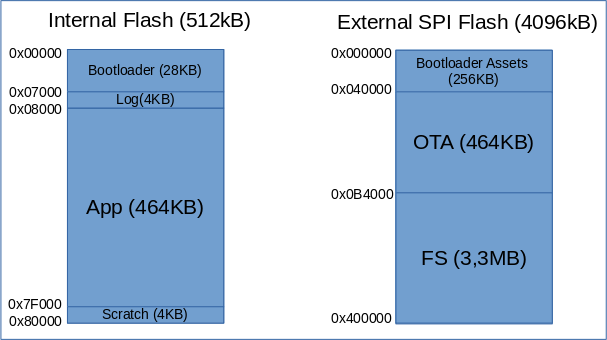 Internal Flash (512kB)
0x00000
Bootloader (28KB)
0x07000
Log(4KB)
0x08000
App (464KB)
0x7F000
Scratch (4KB)
0x80000
External SPI Flash (4096kB)
0x000000
Bootloader Assets
(256KB)
0x040000
OTA (464KB)
0x0B4000
FS (3,3MB)
0x400000